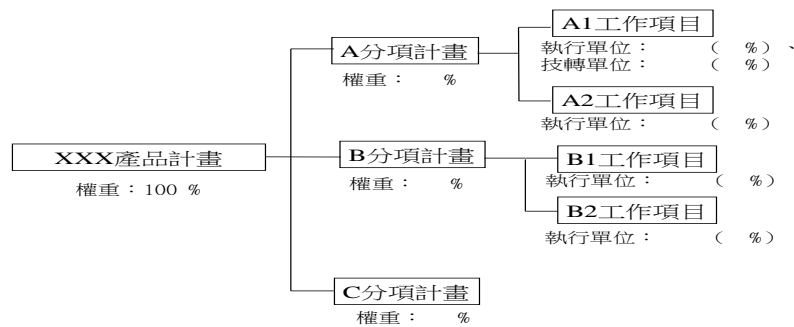 XXX產品計畫
權重：100 %
A分項計畫
權重： %
A1工作項目
執行單位： （ %）、
技轉單位： （ %）
A2工作項目
執行單位： （ %）
B分項計畫
權重： %
B1工作項目
執行單位： （ %）
B2工作項目
執行單位： （ %）
C分項計畫
權重： %